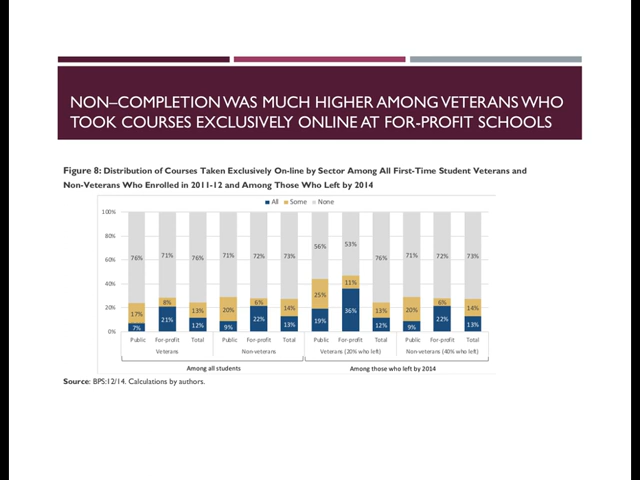 NON–COMPLETION WAS MUCH HIGHER AMONG VETERANS WHO
TOOK COURSES EXCLUSIVELY ONLINE AT FOR-PROFIT SCHOOLS
Figure 8: Distribution of Courses Taken Exclusively On-line by Sector Among All First-Time Student Veterans and
Non-Veterans Who Enrolled in 2011-12 and Among Those Who Left by 2014
All Some None
100%
80%
60%
40%
20%
0%
76% 71% 76% 71% 72% 73% 56% 53% 76% 71% 72% 73%
17% 8% 13% 20% 6% 14% 25% 11% 13% 20% 6% 14%
7% 21% 12% 9% 22% 13% 19% 36% 12% 9% 22% 13%
Public For-profit Total Public For-profit Total Public For-profit Total Public For-profit Total
Veterans Non-veterans Veterans (20% who left) Non-veterans (40% who left)
Among all students Among those who left by 2014
Source: BPS:12/14. Calculations by authors.